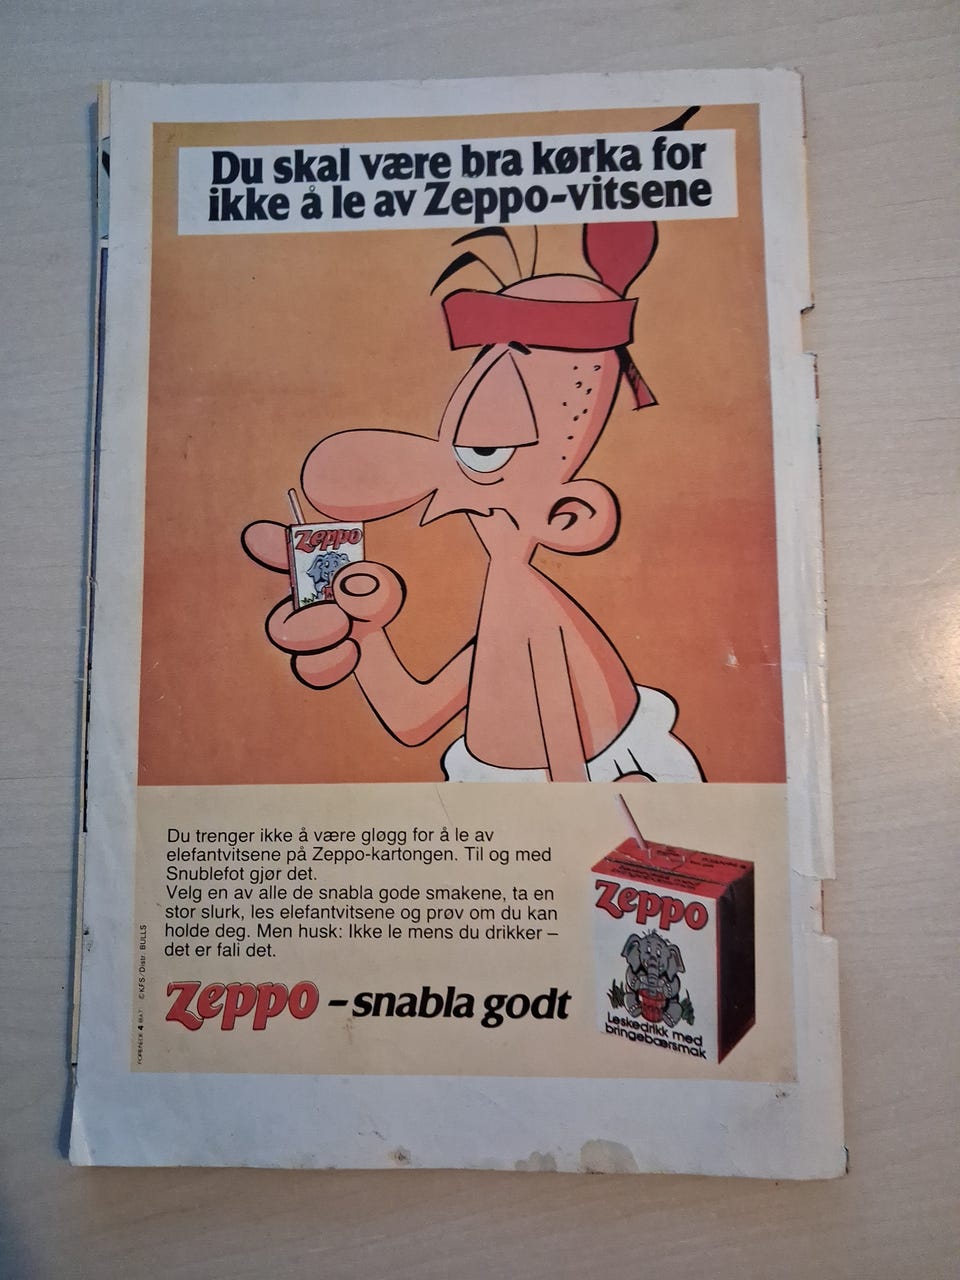 Du skal være bra kørka for
ikke å le av Zeppo-vitsene
Zeppo
Du trenger ikke å være gløgg for å le av
elefantvitsene på Zeppo-kartongen. Til og med
Snublefot gjør det.
Velg en av alle de snabla gode smakene, ta en
stor slurk, les elefantvitsene og prøv om du kan
holde deg. Men husk: Ikke le mens du drikker –
det er fali det.
Zeppo – snabla godt
Zeppo
Leskedrikk med
bringebærsmak
© KFS/Distr. BULLS